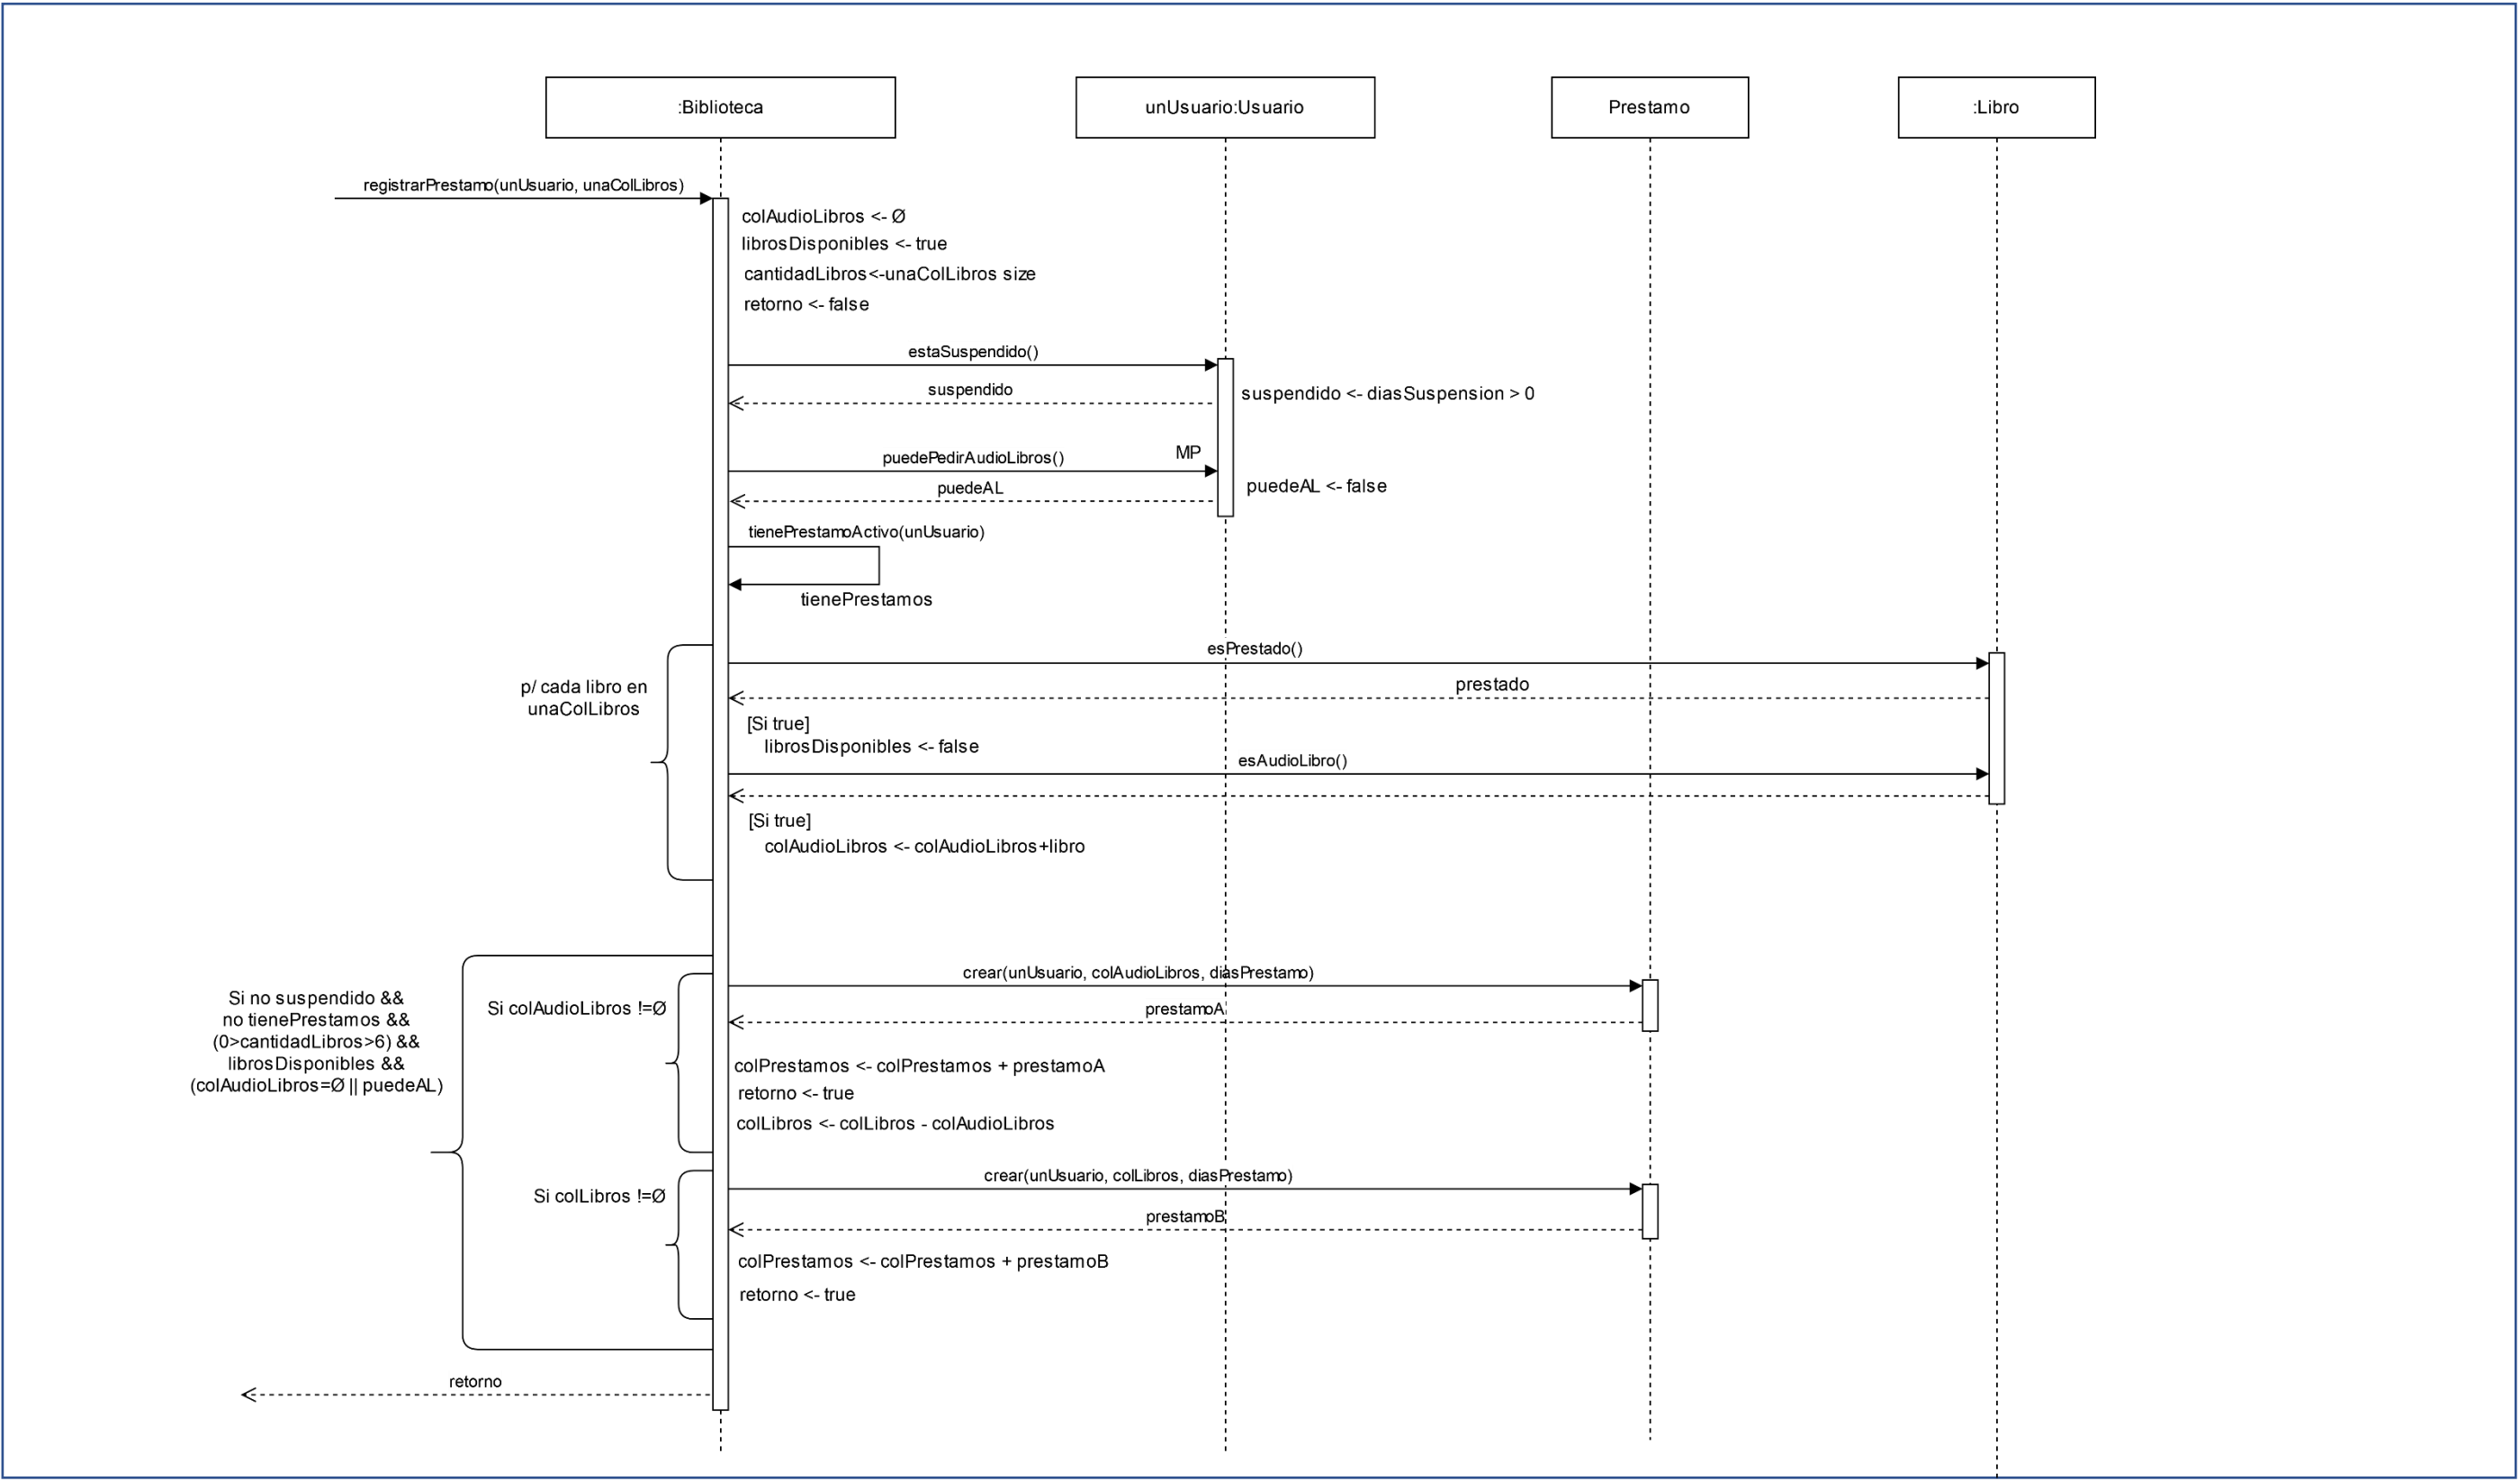 :Biblioteca
unUsuario:Usuario
Prestamo
:Libro
registrarPrestamo(unUsuario, unaColLibros)
colAudioLibros <- Ø
librosDisponibles <- true
cantidadLibros<-unaColLibros size
retorno <- false
estaSuspendido()
suspendido
suspendido <- diasSuspension > 0
MP
puedePedirAudioLibros()
puedeAL
puedeAL <- false
tienePrestamoActivo(unUsuario)
tienePrestamos
esPrestado()
p/ cada libro en
unaColLibros
prestado
[Si true]
librosDisponibles <- false
esAudioLibro()
[Si true]
colAudioLibros <- colAudioLibros+libro
crear(unUsuario, colAudioLibros, diasPrestamo)
Si no suspendido &&
no tienePrestamos &&
(0>cantidadLibros>6) &&
librosDisponibles &&
(colAudioLibros=Ø || puedeAL)
Si colAudioLibros !=Ø
prestamoA
colPrestamos <- colPrestamos + prestamoA
retorno <- true
colLibros <- colLibros - colAudioLibros
crear(unUsuario, colLibros, diasPrestamo)
Si colLibros !=Ø
prestamoB
colPrestamos <- colPrestamos + prestamoB
retorno <- true
retorno